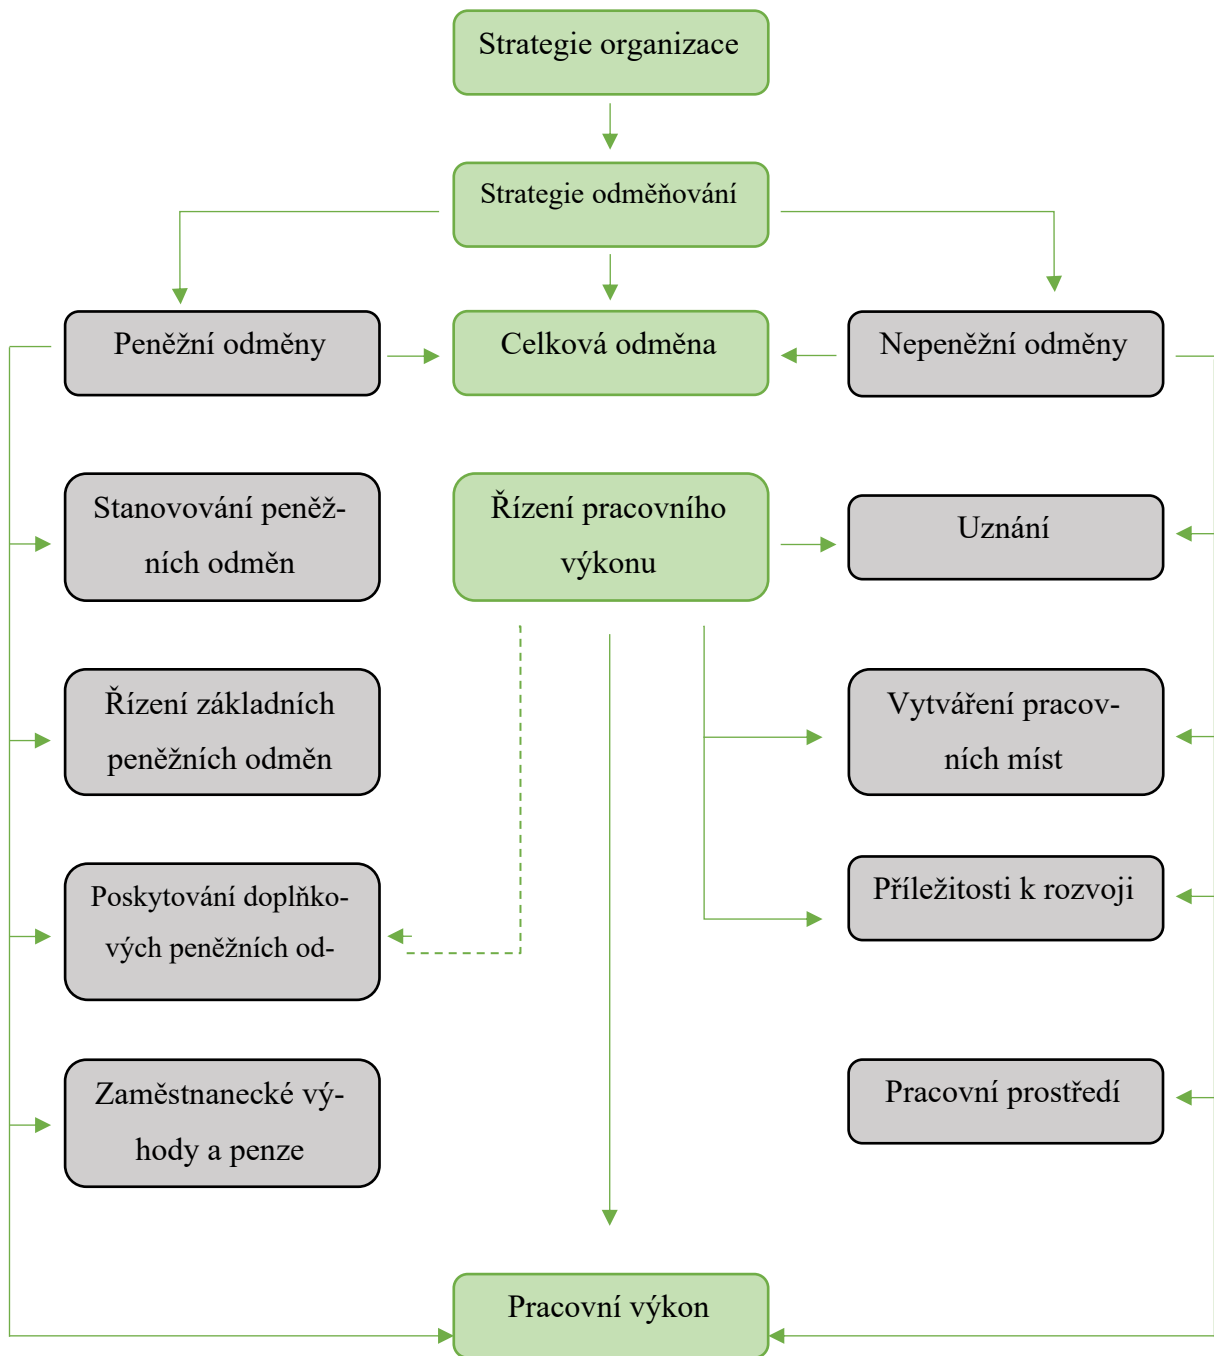 Strategie organizace
Strategie odměňování
Peněžní odměny
Celková odměna
Nepeněžní odměny
Stanovování peněž-
ních odměn
Řízení pracovního
výkonu
Uznání
Řízení základních
peněžních odměn
Vytváření pracov-
ních míst
Poskytování doplňko-
vých peněžních od-
Příležitosti k rozvoji
Zaměstnanecké vý-
hody a penze
Pracovní prostředí
Pracovní výkon